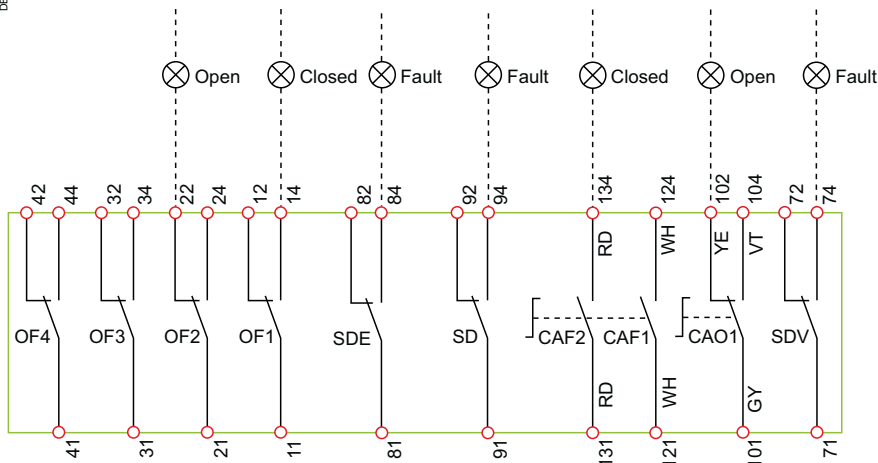 DE
Open
Closed
Fault
Fault
Closed
Open
Fault
42
44
32
34
22
24
12
14
82
84
92
94
134
124
102
104
72
74
RD
WH
YE
VT
OF4
OF3
OF2
OF1
SDE
SD
CAF2
CAF1
CAO1
SDV
RD
WH
GY
41
31
21
11
81
91
131
121
101
71